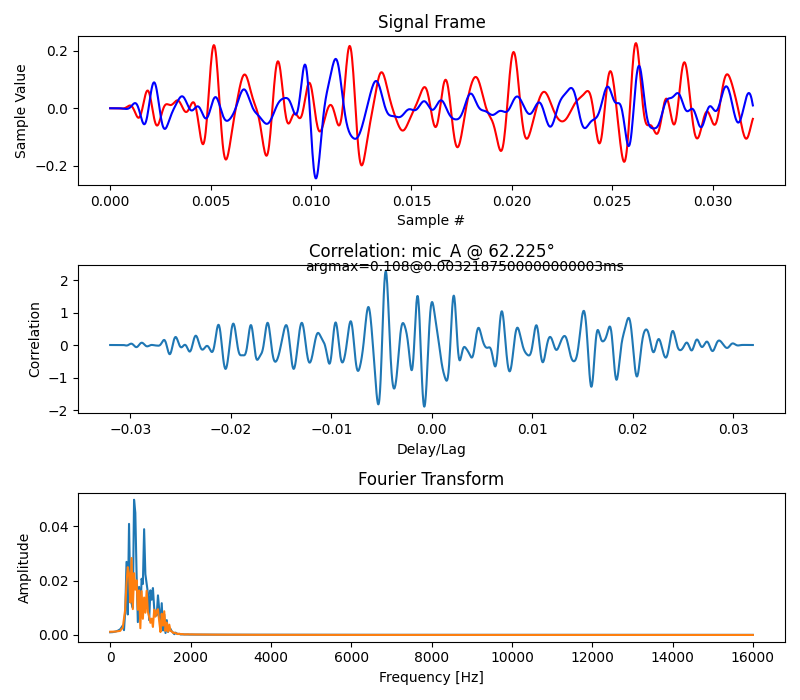 Signal Frame
0.2
0.0
−0.2
Sample Value
0.000 0.005 0.010 0.015 0.020 0.025 0.030
Sample #
Correlation: mic_A @ 62.225°
argmax=0.108@0.0032187500000000003ms
2
1
0
−1
−2
Correlation
−0.03 −0.02 −0.01 0.00 0.01 0.02 0.03
Delay/Lag
Fourier Transform
0.04
0.02
0.00
Amplitude
0 2000 4000 6000 8000 10000 12000 14000 16000
Frequency [Hz]